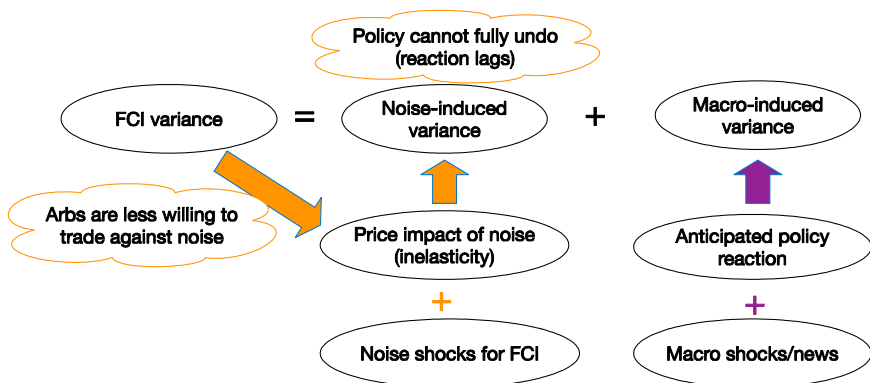 Policy cannot fully undo
(reaction lags)
FCI variance
=
Noise-induced
variance
+
Macro-induced
variance
Arbs are less willing to
trade against noise
Price impact of noise
(inelasticity)
Anticipated policy
reaction
+
+
Noise shocks for FCI
Macro shocks/news